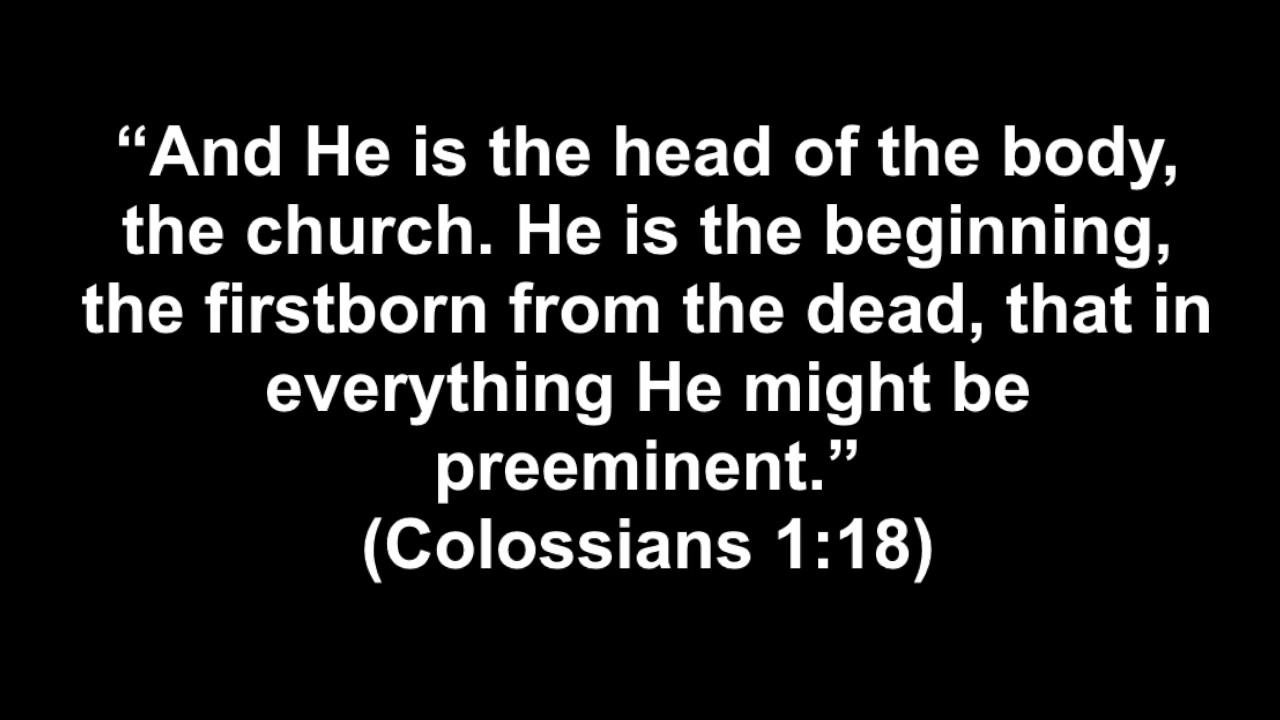 “And He is the head of the body,
the church. He is the beginning,
the firstborn from the dead, that in
everything He might be
preeminent.”
(Colossians 1:18)